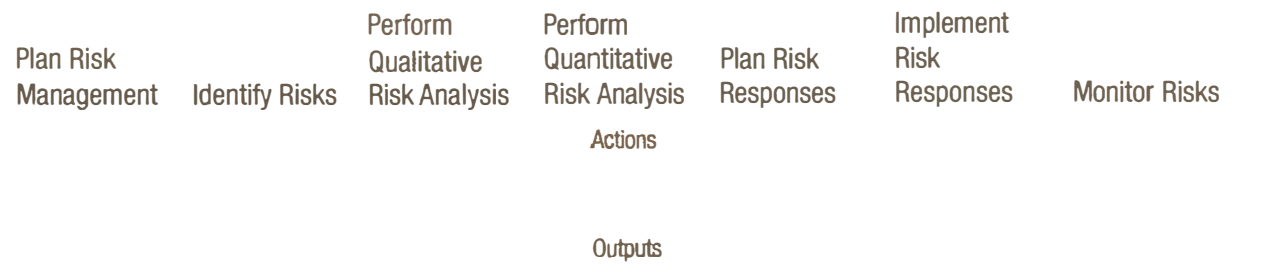 Plan Risk
Management
Identify Risks
Perform
Qualitative
Risk Analysis
Perform
Quantitative
Risk Analysis
Plan Risk
Responses
Implement
Risk
Responses
Monitor Risks
Actions
Outputs